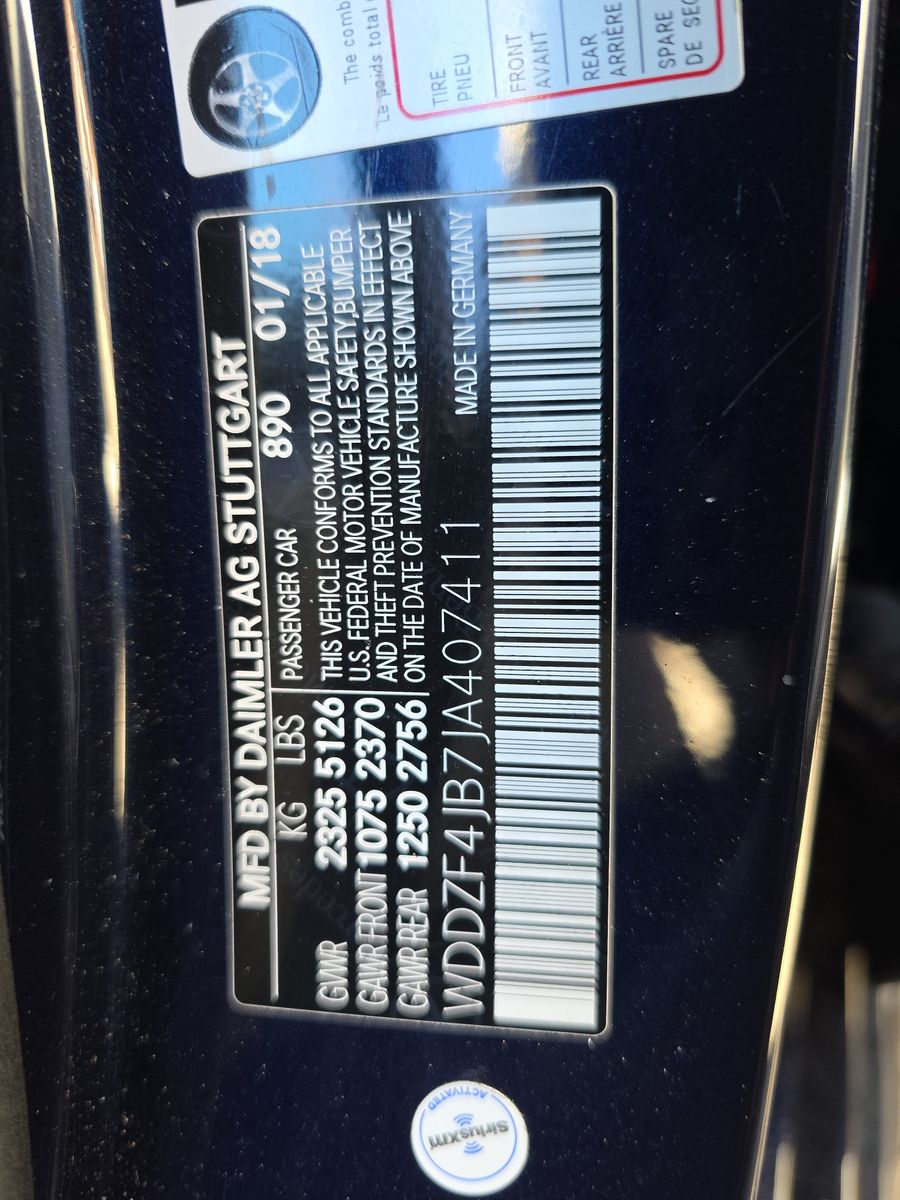 The comb
Le poids total
TIRE
PNEU
FRONT
AVANT
REAR
ARRIÈRE
SPARE
DE SEC
MFD BY DAIMLER AG STUTTGART
KG LBS PASSENGER CAR 890 01/18
GVWR 2325 5126 THIS VEHICLE CONFORMS TO ALL APPLICABLE
GAWR FRONT 1075 2370 U.S. FEDERAL MOTOR VEHICLE SAFETY,BUMPER
GAWR REAR 1250 2756 AND THEFT PREVENTION STANDARDS IN EFFECT
ON THE DATE OF MANUFACTURE SHOWN ABOVE
WDDZF4JB7JA407411 MADE IN GERMANY
siriusxm
ACTIVATED